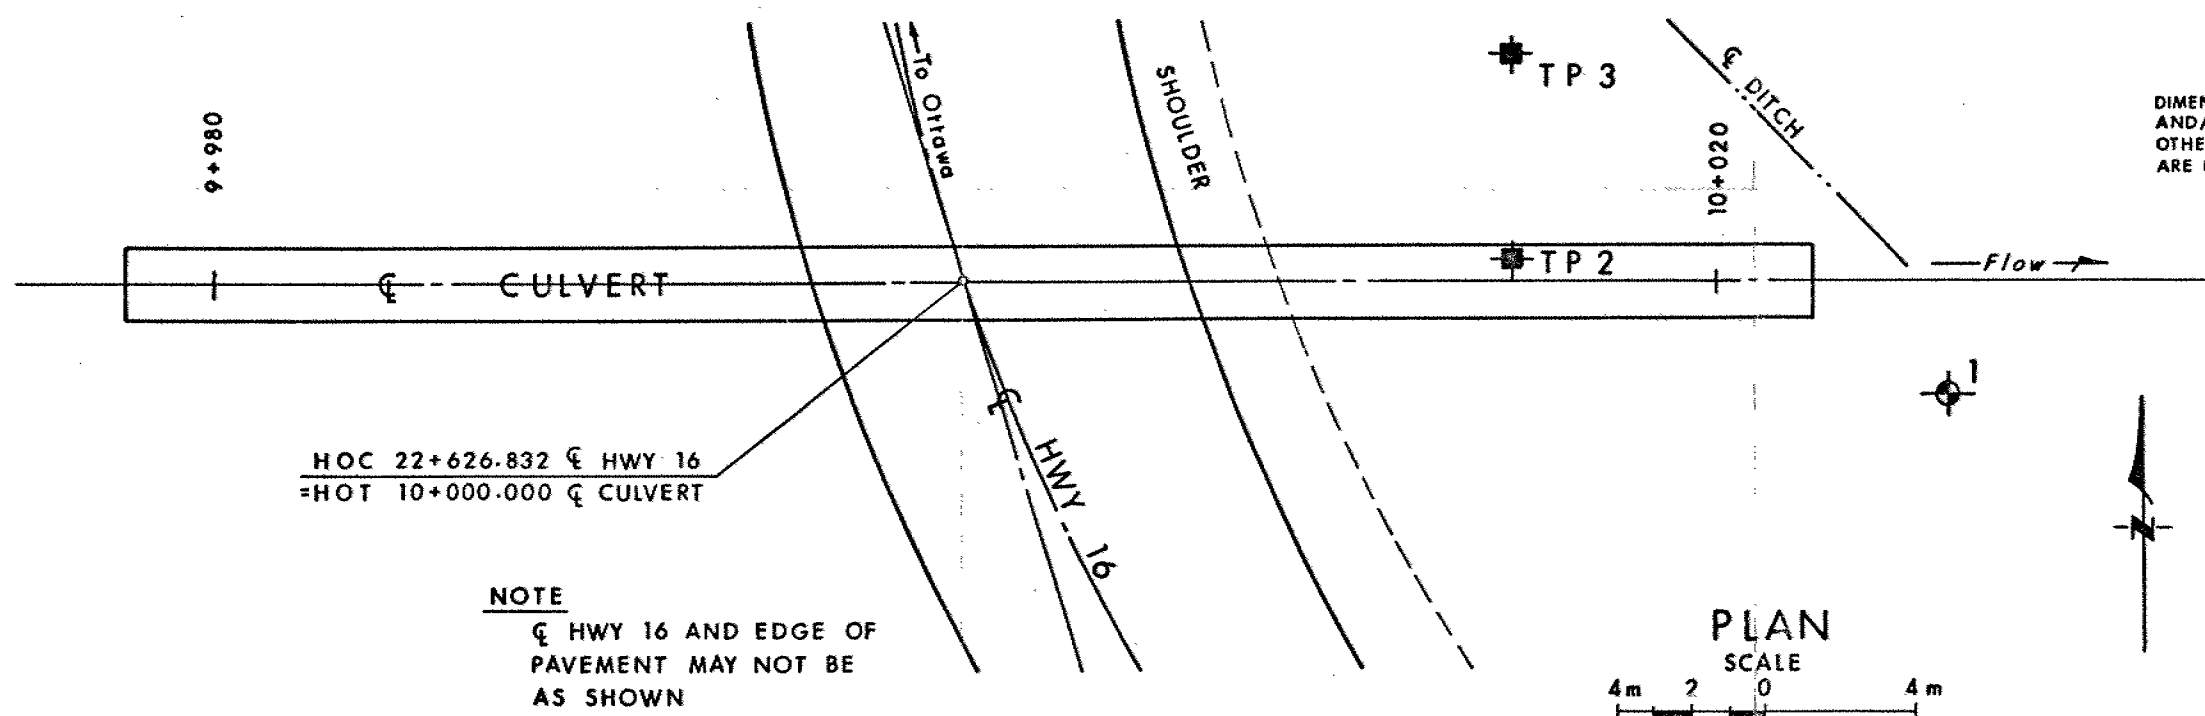 To Ottawa
SHOULDER
TP 3
℄ DITCH
9+980
10+020
DIMEN
AND/
OTHE
ARE
℄ CULVERT
TP 2
Flow
1
℄ HWY 16
HOC 22+626.832 ℄ HWY 16
=HOT 10+000.000 ℄ CULVERT
N
NOTE
℄ HWY 16 AND EDGE OF
PAVEMENT MAY NOT BE
AS SHOWN
PLAN
SCALE
4m 2 0 4m